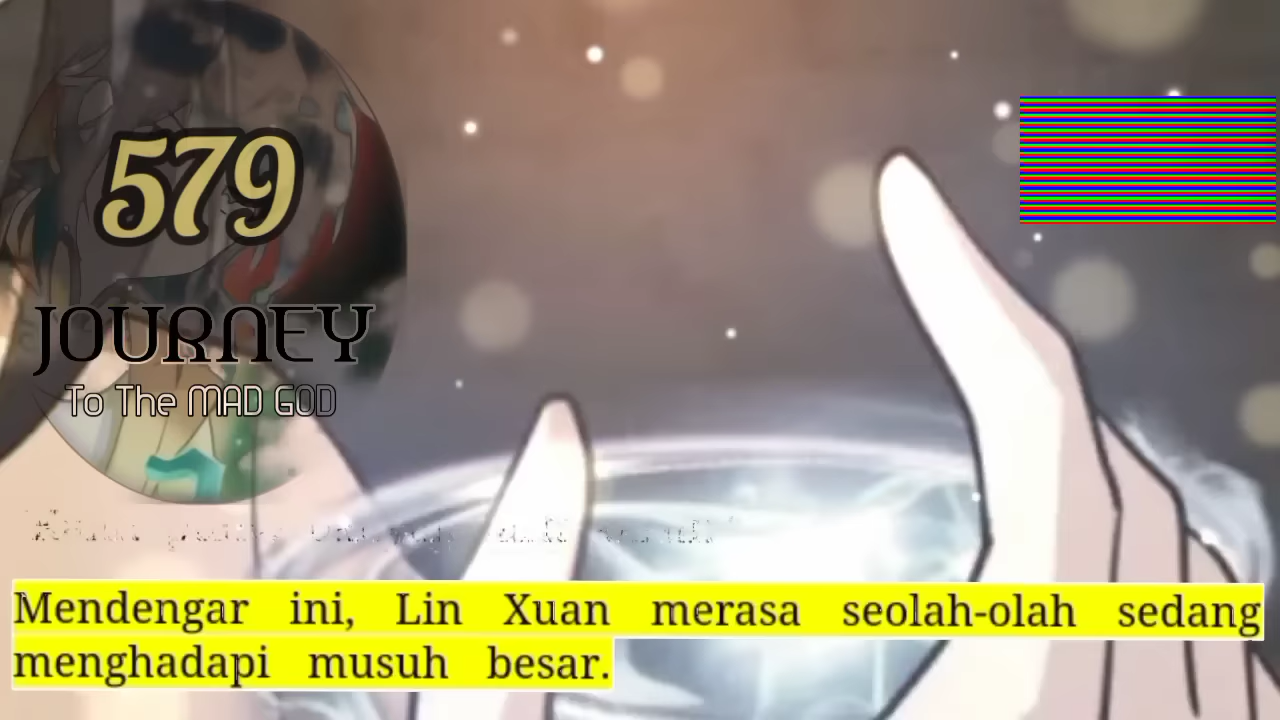 579
JOURNEY
To The MAD GOD
Mendengar ini, Lin Xuan merasa seolah-olah sedang
menghadapi musuh besar.